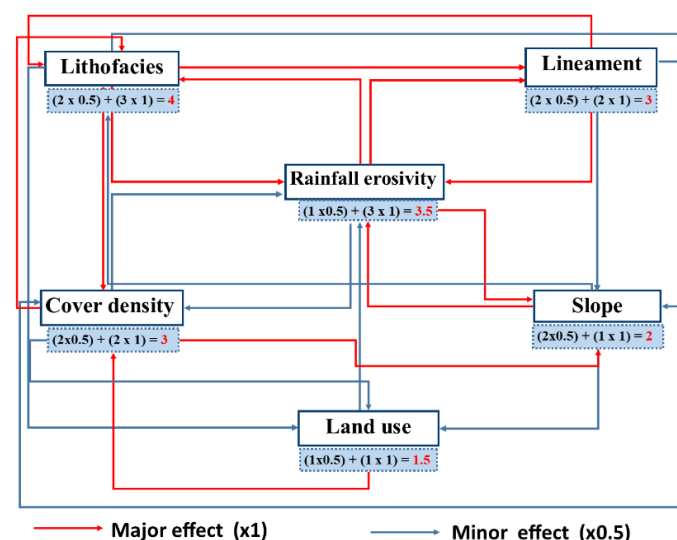 Lithofacies
Lineament
(2 x 0.5) + (3 x 1) = 4
(2 x 0.5) + (2 x 1) = 3
Rainfall erosivity
(1 x0.5) + (3 x 1) = 3.5
Cover density
Slope
(2x0.5) + (2 x 1) = 3
(2x0.5) + (1 x 1) = 2
Land use
(1x0.5) + (1 x 1) = 1.5
Major effect (x1)
Minor effect (x0.5)